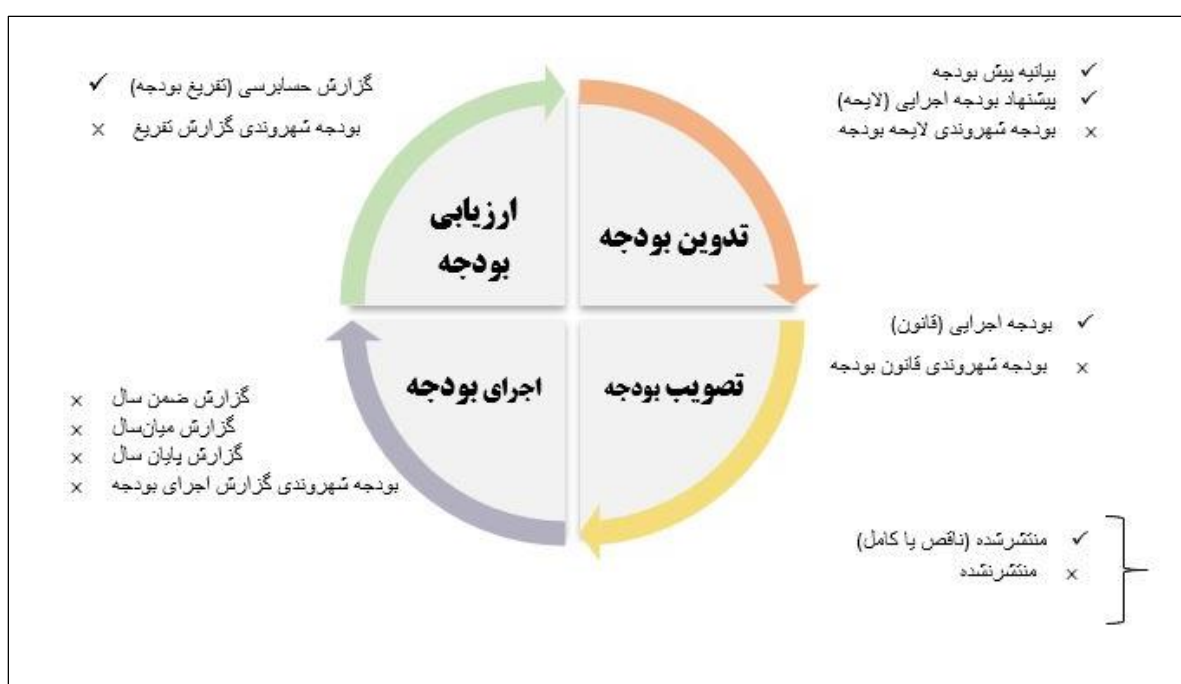 ✓ بیانیه پیش بودجه
✓ پیشنهاد بودجه اجرایی (لایحه)
× بودجه شهروندی لایحه بودجه
گزارش حسابرسی (تفریغ بودجه) ✓
بودجه شهروندی گزارش تفریغ ×
تدوین بودجه
ارزیابی
بودجه
✓ بودجه اجرایی (قانون)
× بودجه شهروندی قانون بودجه
تصویب بودجه
اجرای بودجه
گزارش ضمن سال ×
گزارش میان‌سال ×
گزارش پایان سال ×
بودجه شهروندی گزارش اجرای بودجه ×
✓ منتشرشده (ناقص یا کامل)
× منتشرنشده